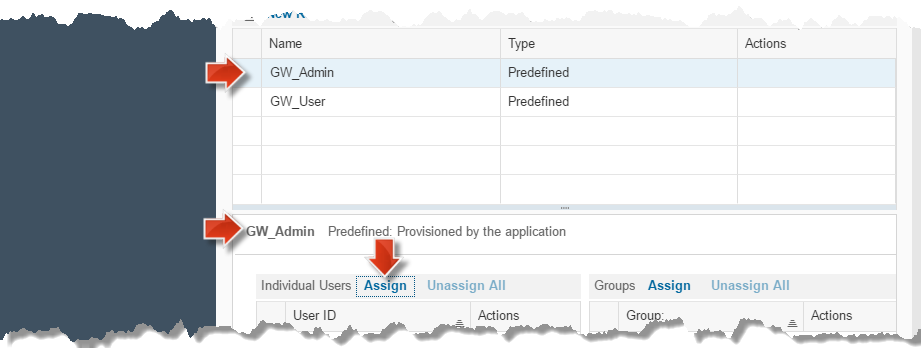 Name Type Actions
GW_Admin Predefined
GW_User Predefined
GW_Admin Predefined: Provisioned by the application
Individual Users Assign Unassign All Groups Assign Unassign All
User ID Actions Group: Actions